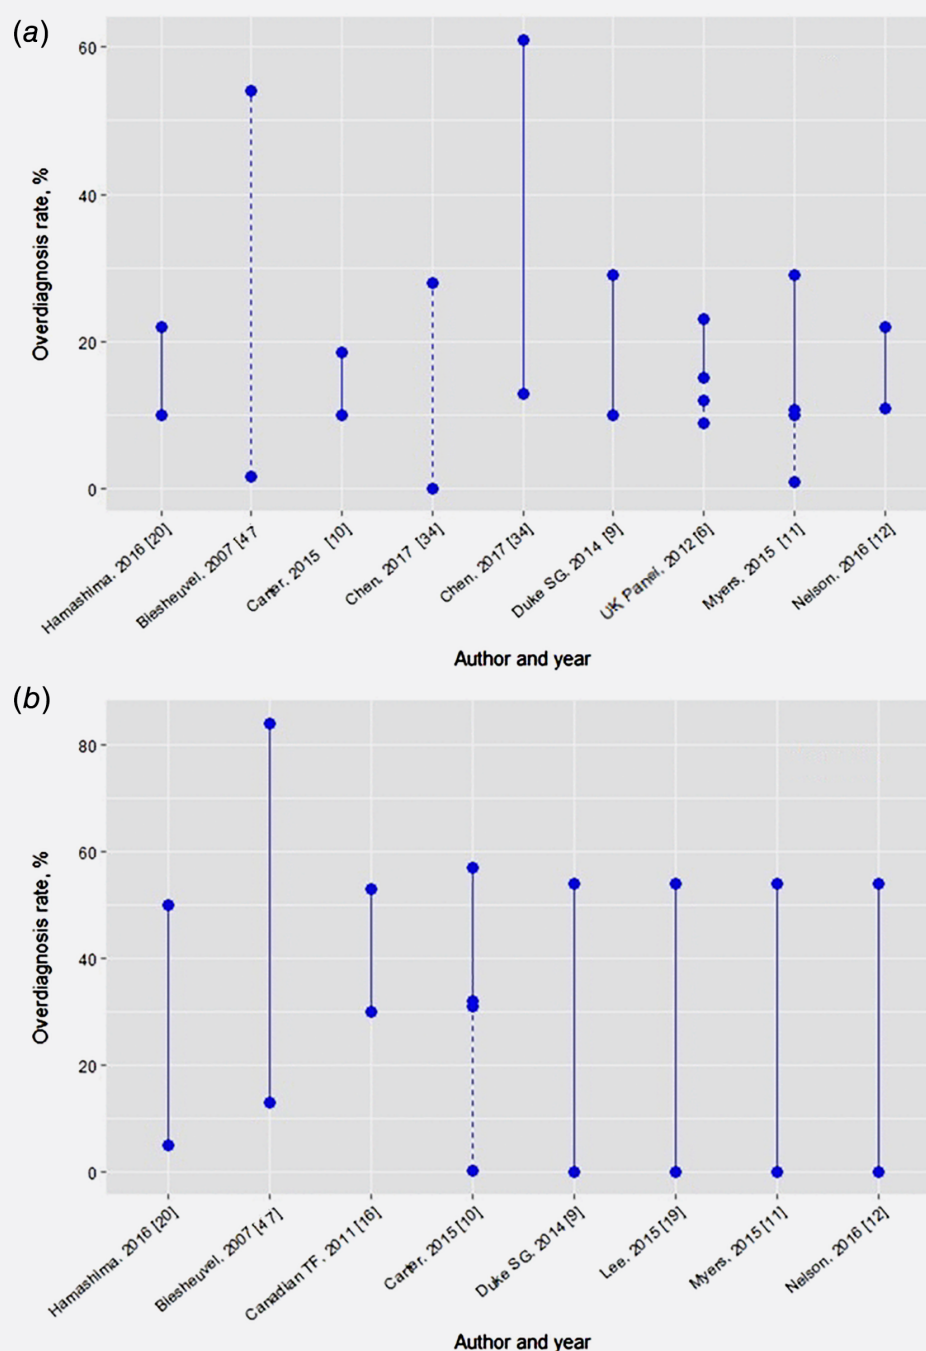 (a)
60
40
20
0
Overdiagnosis rate, %
Hamashima. 2016 [20]
Biesheuvel. 2007 [47
Carter. 2015 [10]
Chen. 2017 [34]
Chen. 2017 [34]
Duke SG. 2014 [9]
UK Panel. 2012 [6]
Myers. 2015 [11]
Nelson. 2016 [12]
Author and year
(b)
80
60
40
20
0
Overdiagnosis rate, %
Hamashima. 2016 [20]
Biesheuvel. 2007 [47]
Canadian TF. 2011 [16]
Carter. 2015 [10]
Duke SG. 2014 [9]
Lee. 2015 [19]
Myers. 2015 [11]
Nelson. 2016 [12]
Author and year